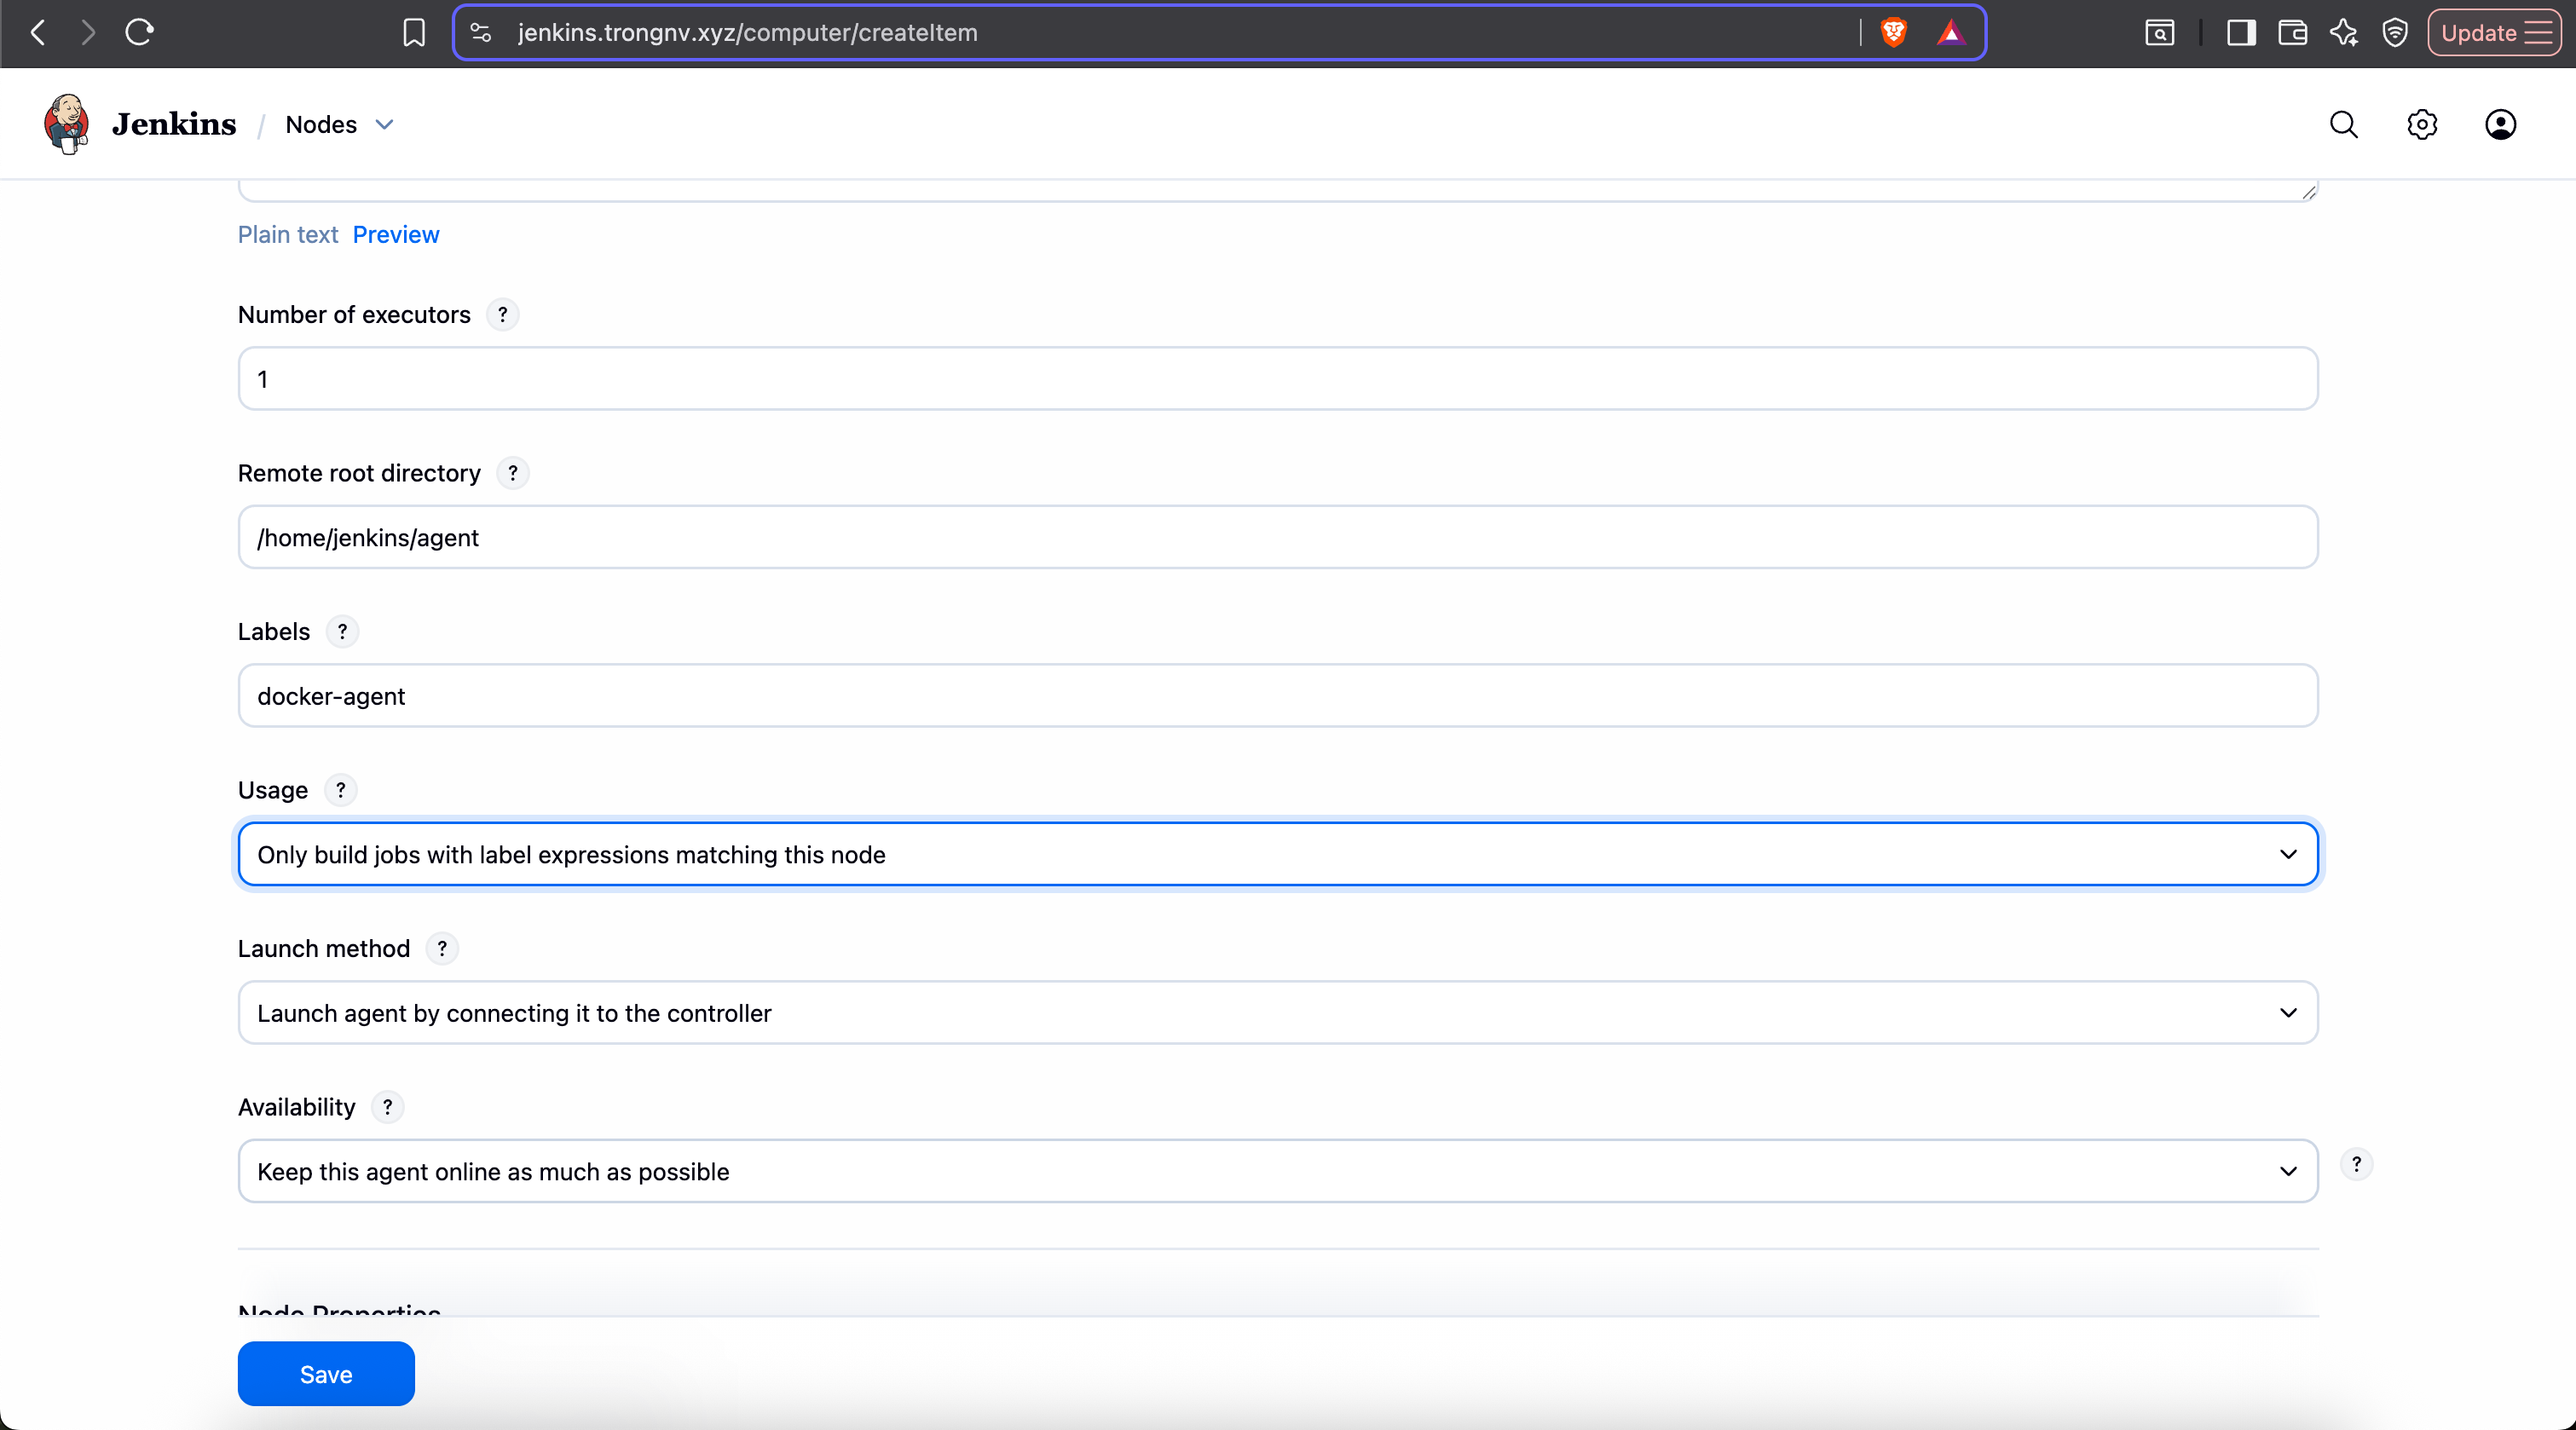 jenkins.trongnv.xyz/computer/createItem
Update
Jenkins / Nodes
Plain text Preview
Number of executors ?
1
Remote root directory ?
/home/jenkins/agent
Labels ?
docker-agent
Usage ?
Only build jobs with label expressions matching this node
Launch method ?
Launch agent by connecting it to the controller
Availability ?
Keep this agent online as much as possible
?
Node Properties
Save